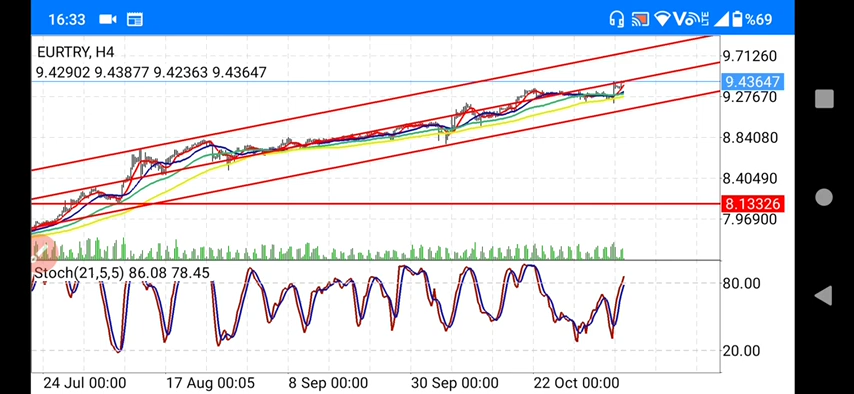 16:33
LTE
%69
EURTRY, H4
9.42902 9.43877 9.42363 9.43647
9.71260
9.43647
9.27670
8.84080
8.40490
8.13326
7.96900
Stoch(21,5,5) 86.08 78.45
80.00
20.00
24 Jul 00:00 17 Aug 00:05 8 Sep 00:00 30 Sep 00:00 22 Oct 00:00